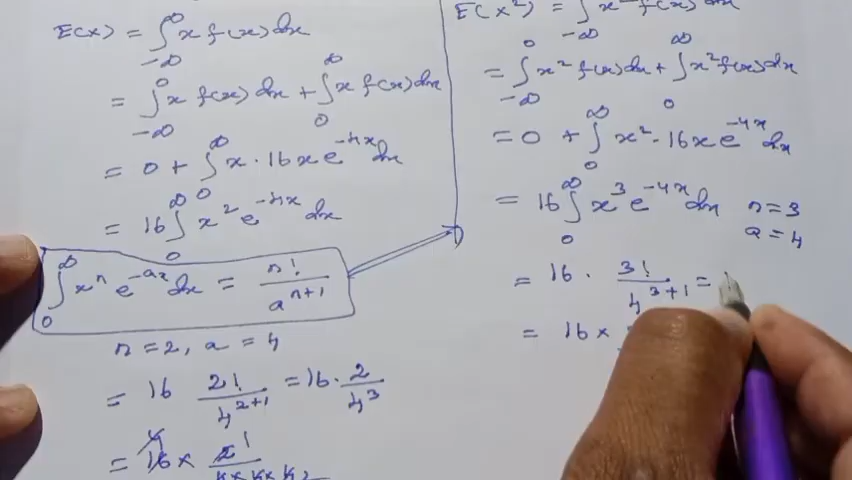 E(x) = ∫_{-∞}^{∞} x f(x) dx
= ∫_{-∞}^{0} x f(x) dx + ∫_{0}^{∞} x f(x) dx
= 0 + ∫_{0}^{∞} x · 16x e^{-4x} dx
= 16 ∫_{0}^{∞} x^2 e^{-4x} dx
∫_{0}^{∞} x^n e^{-ax} dx = n!/a^{n+1}
n = 2, a = 4
= 16 2!/4^{2+1} = 16 · 2/4^3
= 16 ×
E(x^2) = ∫_{-∞} x f(x) dx
= ∫_{-∞}^{0} x^2 f(x) dx + ∫_{0}^{∞} x^2 f(x) dx
= 0 + ∫_{0}^{∞} x^2 · 16x e^{-4x} dx
= 16 ∫_{0}^{∞} x^3 e^{-4x} dx n = 3
a = 4
= 16 · 3!/4^{3+1} =
= 16 ×